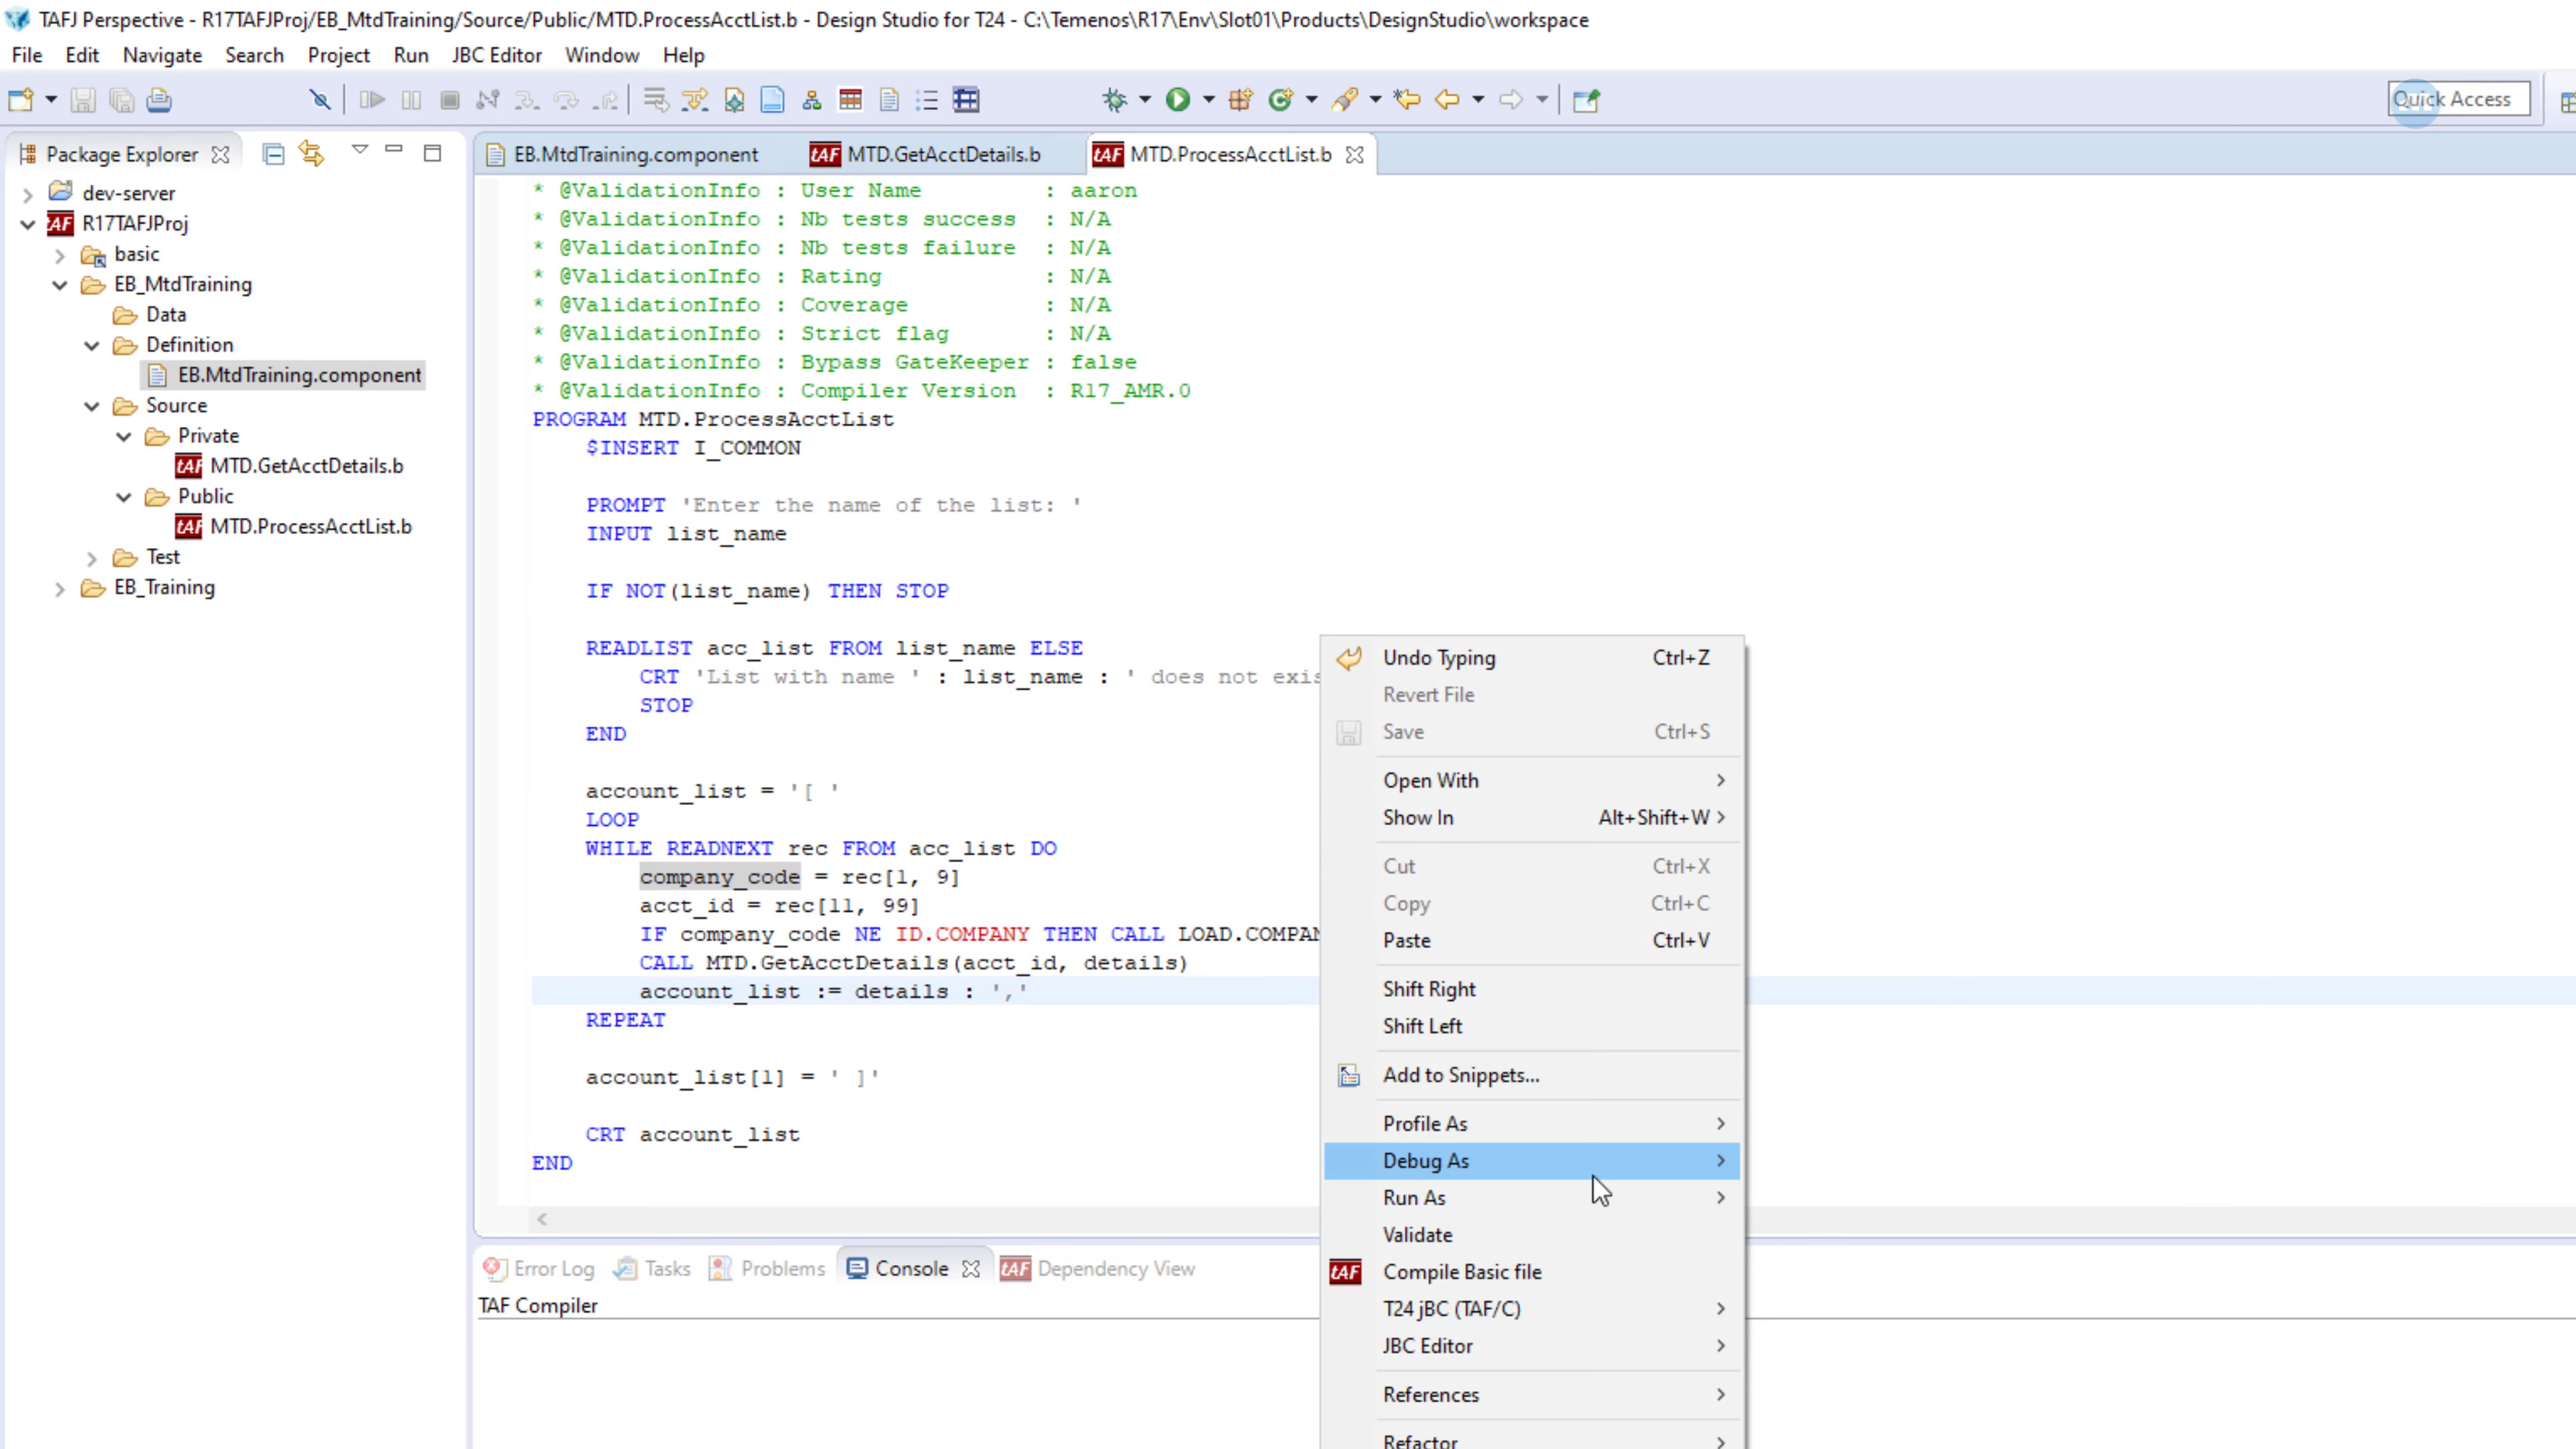 TAFJ Perspective - R17TAFJProj/EB_MtdTraining/Source/Public/MTD.ProcessAcctList.b - Design Studio for T24 - C:\Temenos\R17\Env\Slot01\Products\DesignStudio\workspace
File Edit Navigate Search Project Run JBC Editor Window Help
Quick Access
Package Explorer
dev-server
R17TAFJProj
basic
EB_MtdTraining
Data
Definition
EB.MtdTraining.component
Source
Private
MTD.GetAcctDetails.b
Public
MTD.ProcessAcctList.b
Test
EB_Training
EB.MtdTraining.component MTD.GetAcctDetails.b MTD.ProcessAcctList.b
* @ValidationInfo : User Name : aaron
* @ValidationInfo : Nb tests success : N/A
* @ValidationInfo : Nb tests failure : N/A
* @ValidationInfo : Rating : N/A
* @ValidationInfo : Coverage : N/A
* @ValidationInfo : Strict flag : N/A
* @ValidationInfo : Bypass GateKeeper : false
* @ValidationInfo : Compiler Version : R17_AMR.0
PROGRAM MTD.ProcessAcctList
$INSERT I_COMMON
PROMPT 'Enter the name of the list: '
INPUT list_name
IF NOT(list_name) THEN STOP
READLIST acc_list FROM list_name ELSE
CRT 'List with name ' : list_name : ' does not exis
STOP
END
account_list = '[ '
LOOP
WHILE READNEXT rec FROM acc_list DO
company_code = rec[1, 9]
acct_id = rec[11, 99]
IF company_code NE ID.COMPANY THEN CALL LOAD.COMPAN
CALL MTD.GetAcctDetails(acct_id, details)
account_list := details : ','
REPEAT
account_list[1] = ' ]'
CRT account_list
END
Undo Typing Ctrl+Z
Revert File
Save Ctrl+S
Open With
Show In Alt+Shift+W
Cut Ctrl+X
Copy Ctrl+C
Paste Ctrl+V
Shift Right
Shift Left
Add to Snippets...
Profile As
Debug As
Run As
Validate
tAF Compile Basic file
T24 jBC (TAF/C)
JBC Editor
References
Refactor
Error Log Tasks Problems Console tAF Dependency View
TAF Compiler